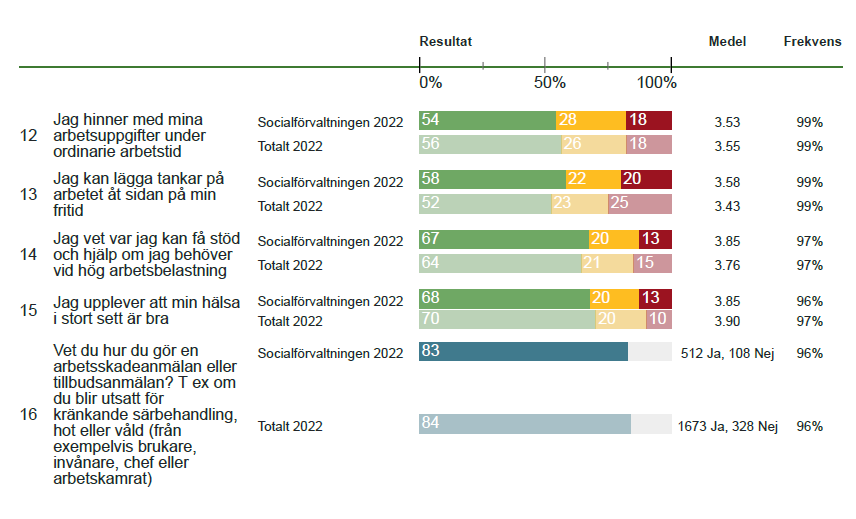 Resultat Medel Frekvens
0% 50% 100%
12 Jag hinner med mina
arbetsuppgifter under
ordinarie arbetstid
Socialförvaltningen 2022 54 28 18 3.53 99%
Totalt 2022 56 26 18 3.55 99%
13 Jag kan lägga tankar på
arbetet åt sidan på min
fritid
Socialförvaltningen 2022 58 22 20 3.58 99%
Totalt 2022 52 23 25 3.43 99%
14 Jag vet var jag kan få stöd
och hjälp om jag behöver
vid hög arbetsbelastning
Socialförvaltningen 2022 67 20 13 3.85 97%
Totalt 2022 64 21 15 3.76 97%
15 Jag upplever att min hälsa
i stort sett är bra
Socialförvaltningen 2022 68 20 13 3.85 96%
Totalt 2022 70 20 10 3.90 97%
16 Vet du hur du gör en
arbetsskadeanmälan eller
tillbudsanmälan? T ex om
du blir utsatt för
kränkande särbehandling,
hot eller våld (från
exempelvis brukare,
invånare, chef eller
arbetskamrat)
Socialförvaltningen 2022 83 512 Ja, 108 Nej 96%
Totalt 2022 84 1673 Ja, 328 Nej 96%